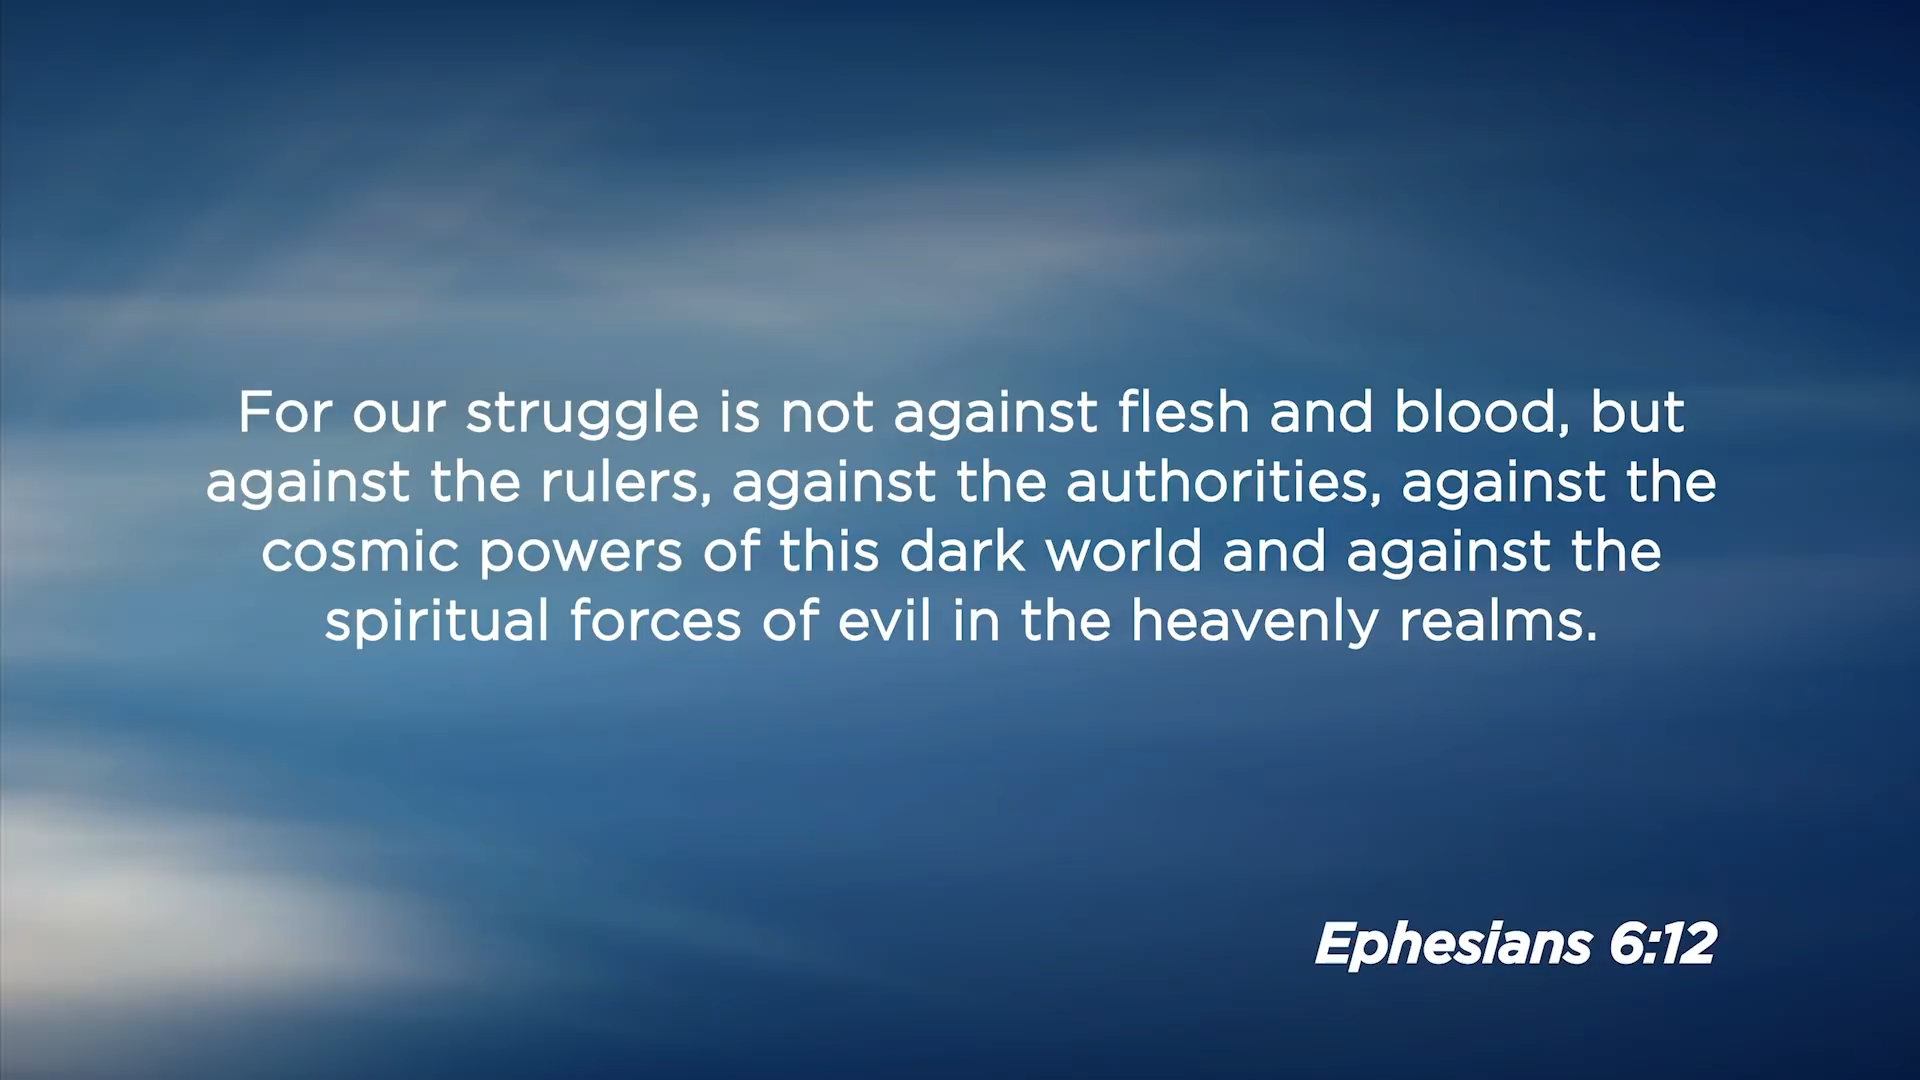 For our struggle is not against flesh and blood, but
against the rulers, against the authorities, against the
cosmic powers of this dark world and against the
spiritual forces of evil in the heavenly realms.
Ephesians 6:12